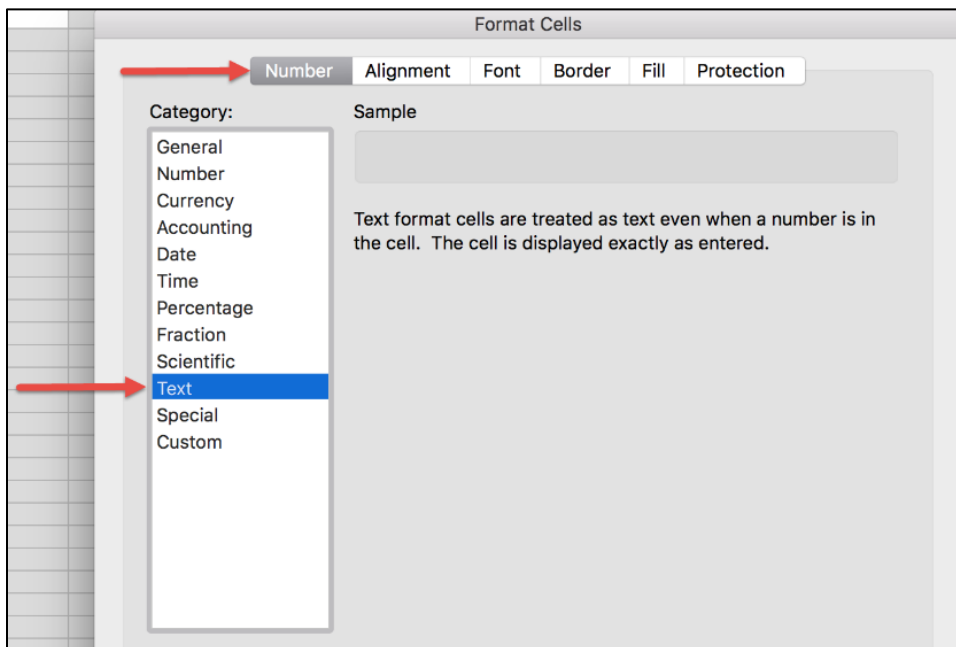 Format Cells
Number Alignment Font Border Fill Protection
Category:
General
Number
Currency
Accounting
Date
Time
Percentage
Fraction
Scientific
Text
Special
Custom
Sample
Text format cells are treated as text even when a number is in
the cell.  The cell is displayed exactly as entered.